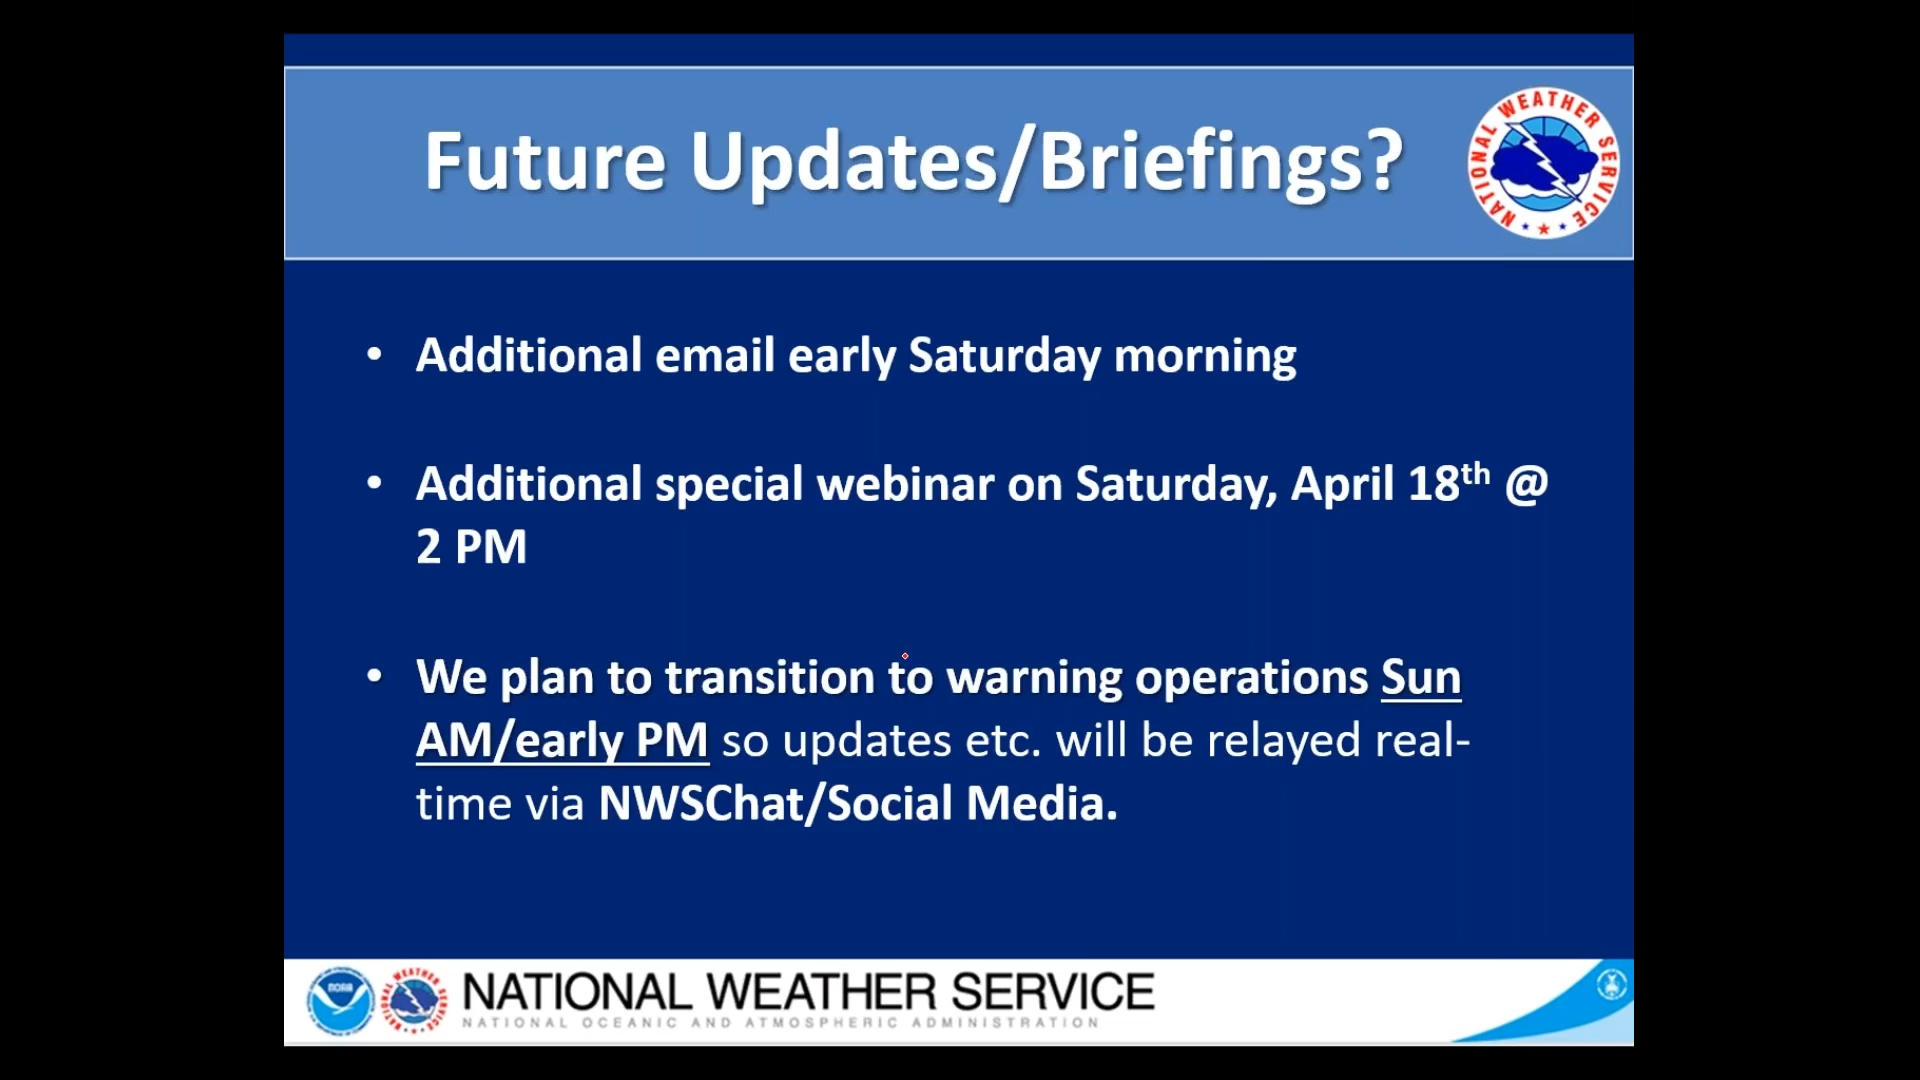 Future Updates/Briefings?
NATIONAL WEATHER SERVICE
• Additional email early Saturday morning
• Additional special webinar on Saturday, April 18th @
2 PM
• We plan to transition to warning operations Sun
AM/early PM so updates etc. will be relayed real-
time via NWSChat/Social Media.
NOAA
NATIONAL WEATHER SERVICE
NATIONAL OCEANIC AND ATMOSPHERIC ADMINISTRATION